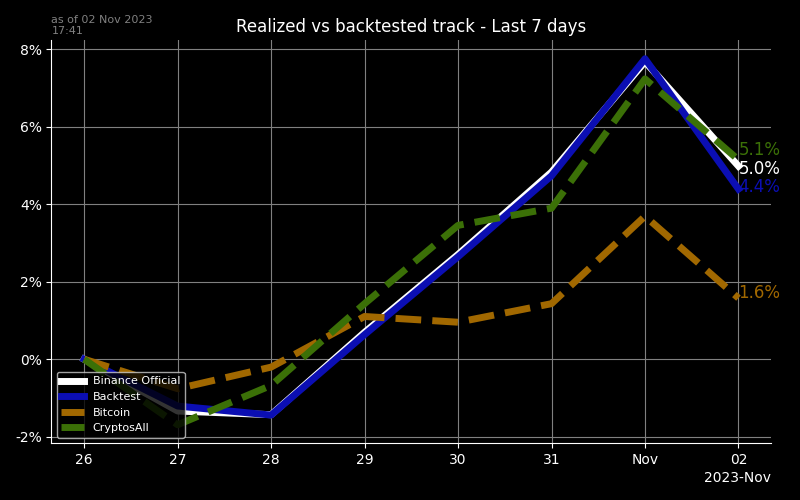 as of 02 Nov 2023
17:41
Realized vs backtested track - Last 7 days
8%
6%
4%
2%
0%
-2%
5.1%
5.0%
4.4%
1.6%
Binance Official
Backtest
Bitcoin
CryptosAll
26 27 28 29 30 31 Nov 02
2023-Nov